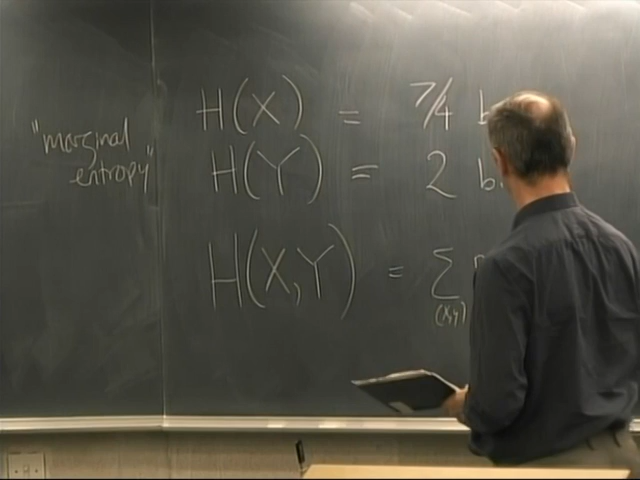 "marginal
entropy"
H(X) = 7/4 b
H(Y) = 2 b
H(X,Y) = Σ
(x,y)